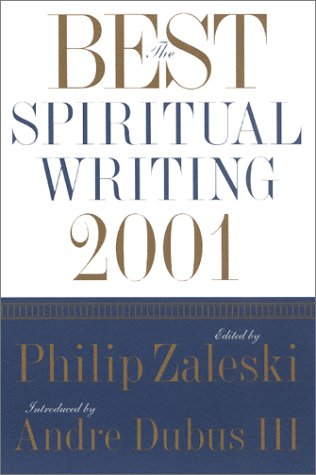 The
BEST
SPIRITUAL
WRITING
2001
Edited by
Philip Zaleski
Introduced by
Andre Dubus III